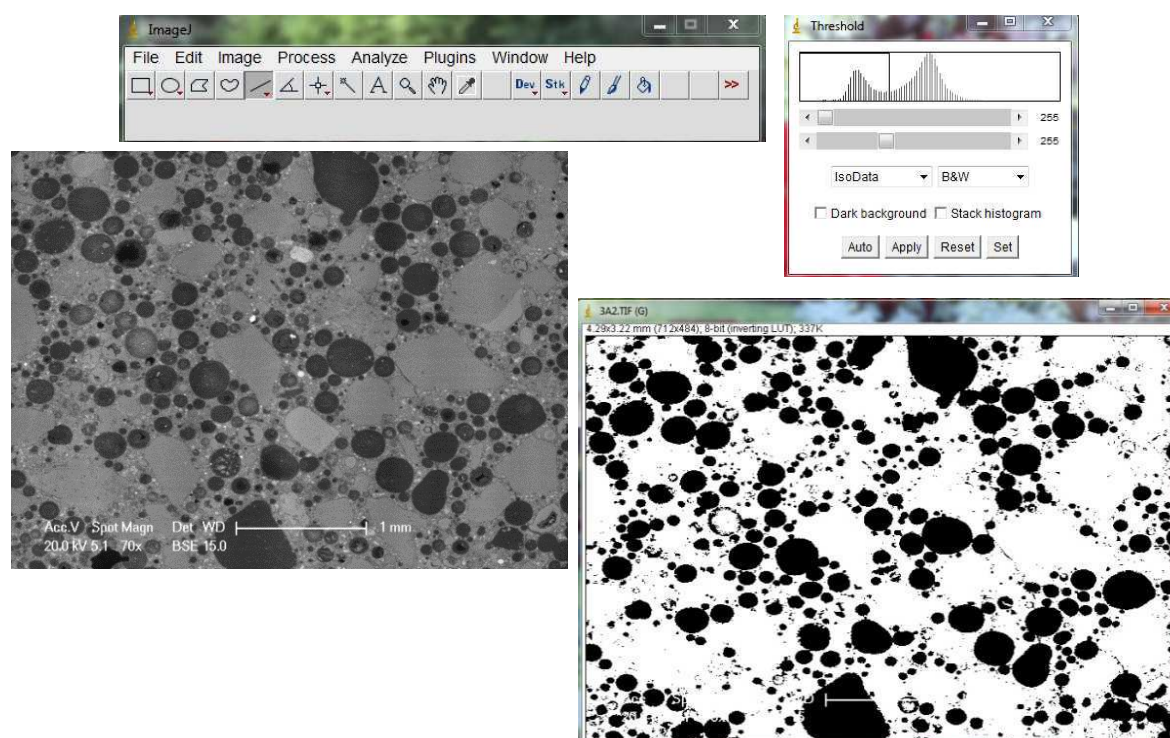 ImageJ
File Edit Image Process Analyze Plugins Window Help
A Dev Stk >>
Threshold
255
255
IsoData B&W
Dark background Stack histogram
Auto Apply Reset Set
Acc.V Spot Magn Det WD 1 mm
20.0 kV 5.1 70x BSE 15.0
3A2.TIF (G)
4.29x3.22 mm (712x484); 8-bit (inverting LUT); 337K